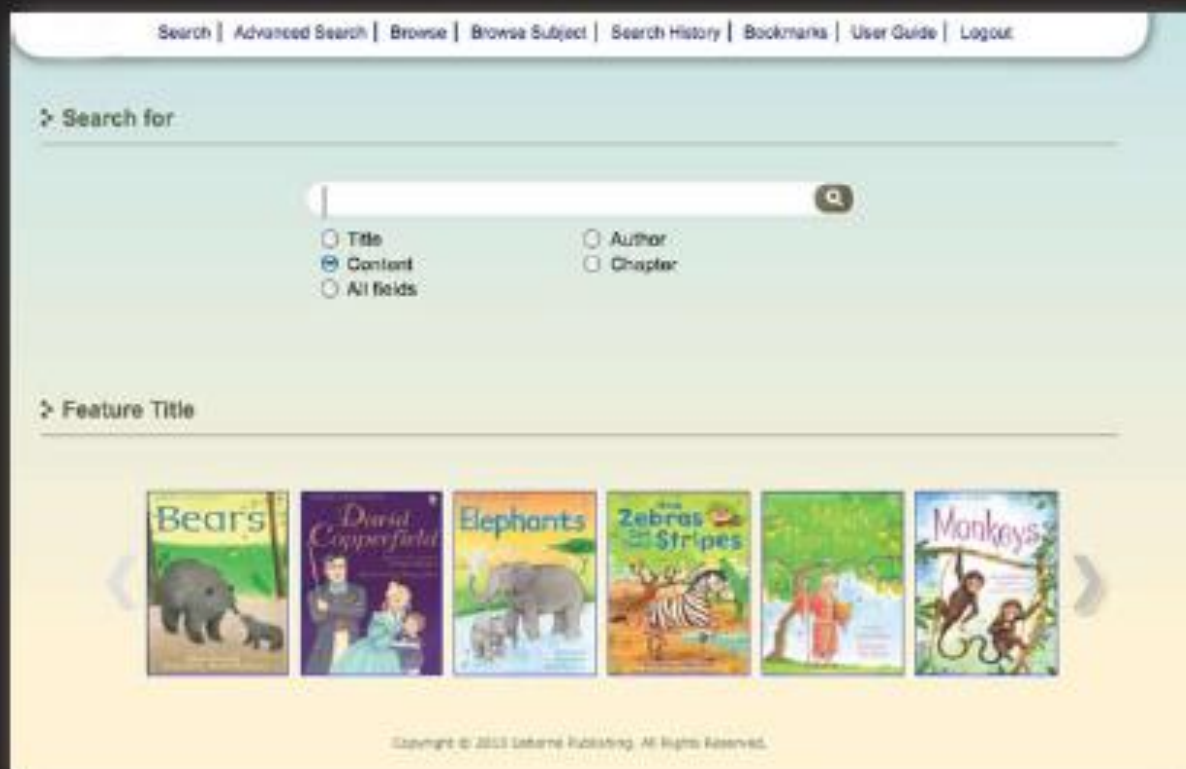 Search | Advanced Search | Browse | Browse Subject | Search History | Bookmarks | User Guide | Logout
Search for
Title
Author
Content
Chapter
All fields
Feature Title
Bears
David
Copperfield
Elephants
Zebras
Stripes
Monkeys
Copyright © 2013 Usborne Publishing. All Rights Reserved.